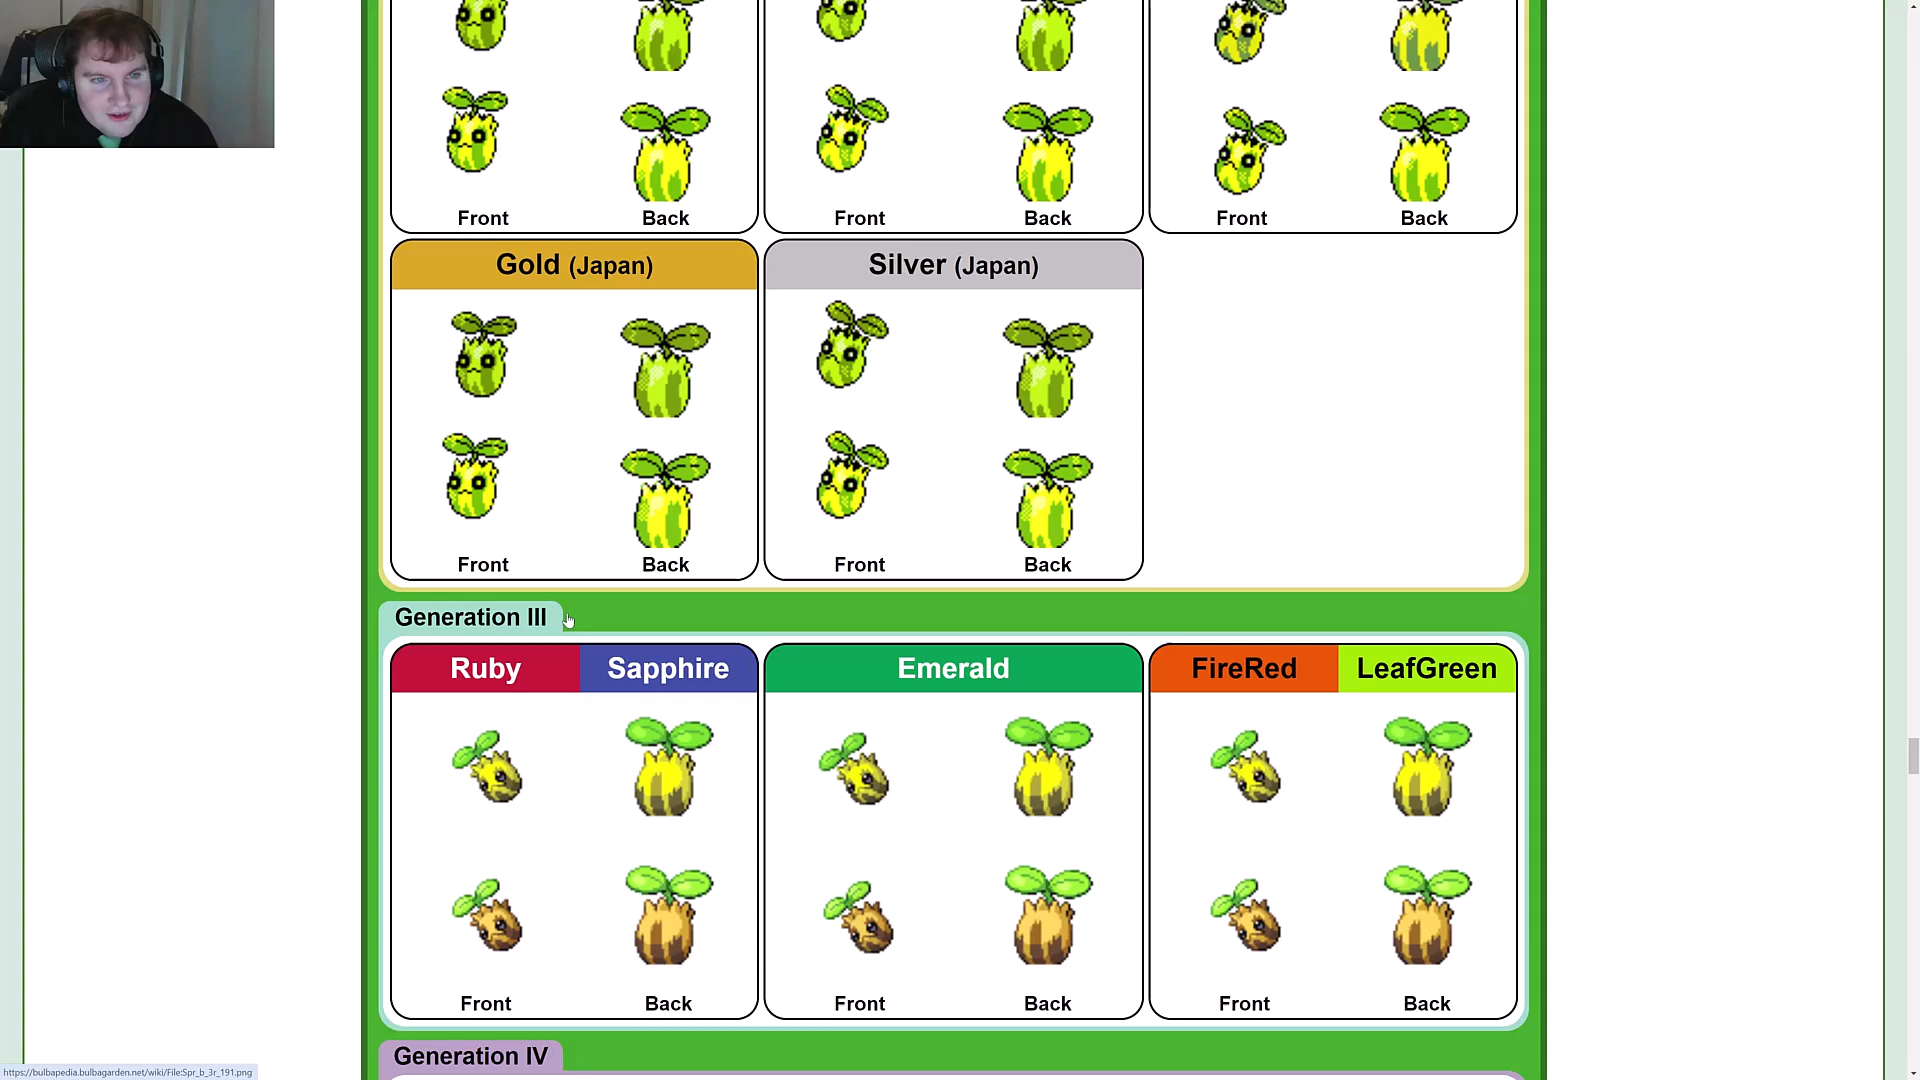 Front Back Front Back Front Back
Gold (Japan) Silver (Japan)
Front Back Front Back
Generation III
Ruby Sapphire Emerald FireRed LeafGreen
Front Back Front Back Front Back
Generation IV
https://bulbapedia.bulbagarden.net/wiki/File:Spr_b_3r_191.png